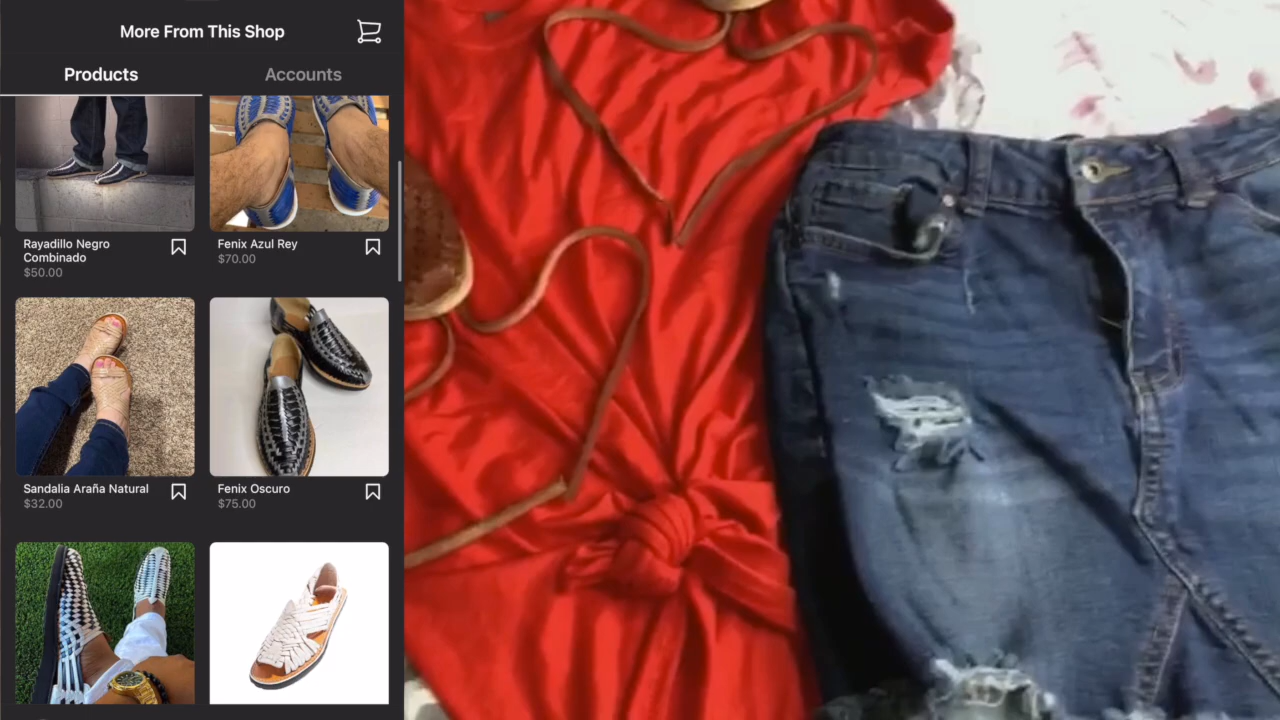 More From This Shop
Products
Accounts
Rayadillo Negro
Combinado
$50.00
Fenix Azul Rey
$70.00
Sandalia Araña Natural
$32.00
Fenix Oscuro
$75.00